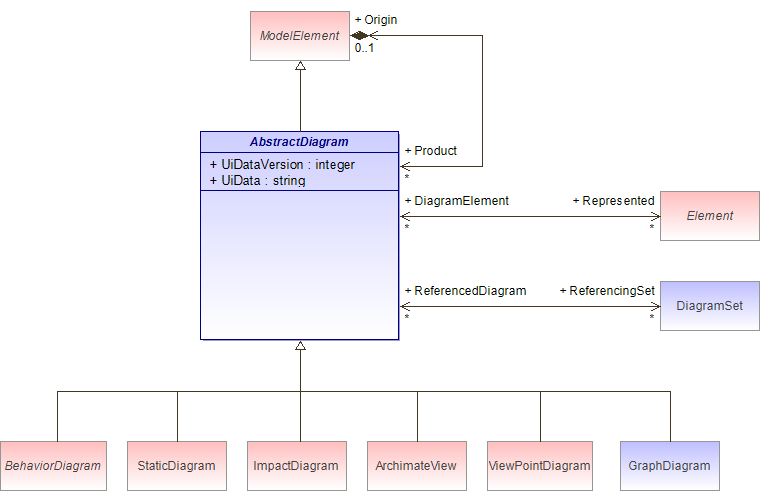 + Origin
ModelElement
0..1
AbstractDiagram
+ UiDataVersion : integer
+ UiData : string
+ Product
*
+ DiagramElement
+ Represented
*
*
Element
+ ReferencedDiagram
+ ReferencingSet
*
*
DiagramSet
BehaviorDiagram
StaticDiagram
ImpactDiagram
ArchimateView
ViewPointDiagram
GraphDiagram